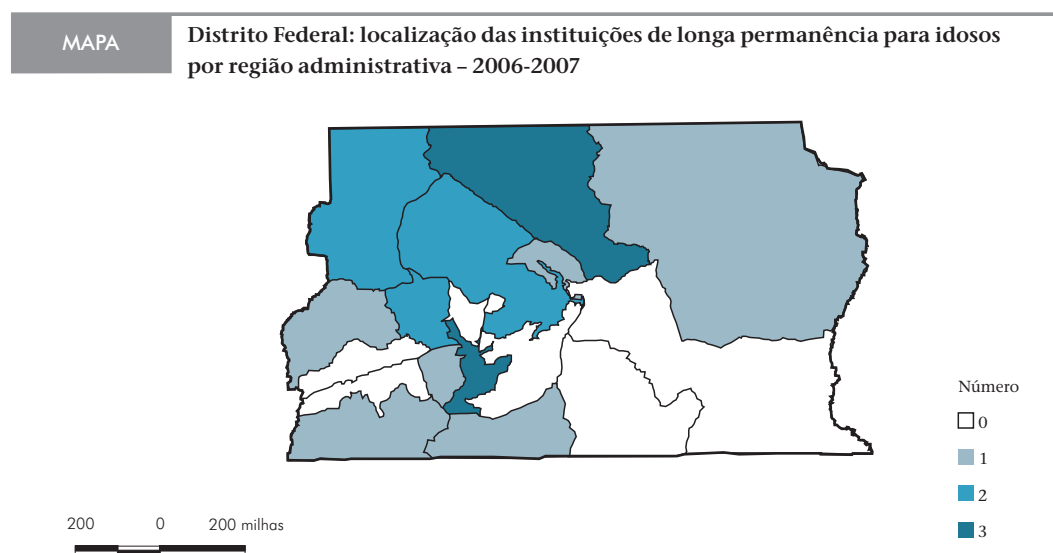 MAPA
Distrito Federal: localização das instituições de longa permanência para idosos
por região administrativa – 2006-2007
Número
0
1
2
3
200 0 200 milhas